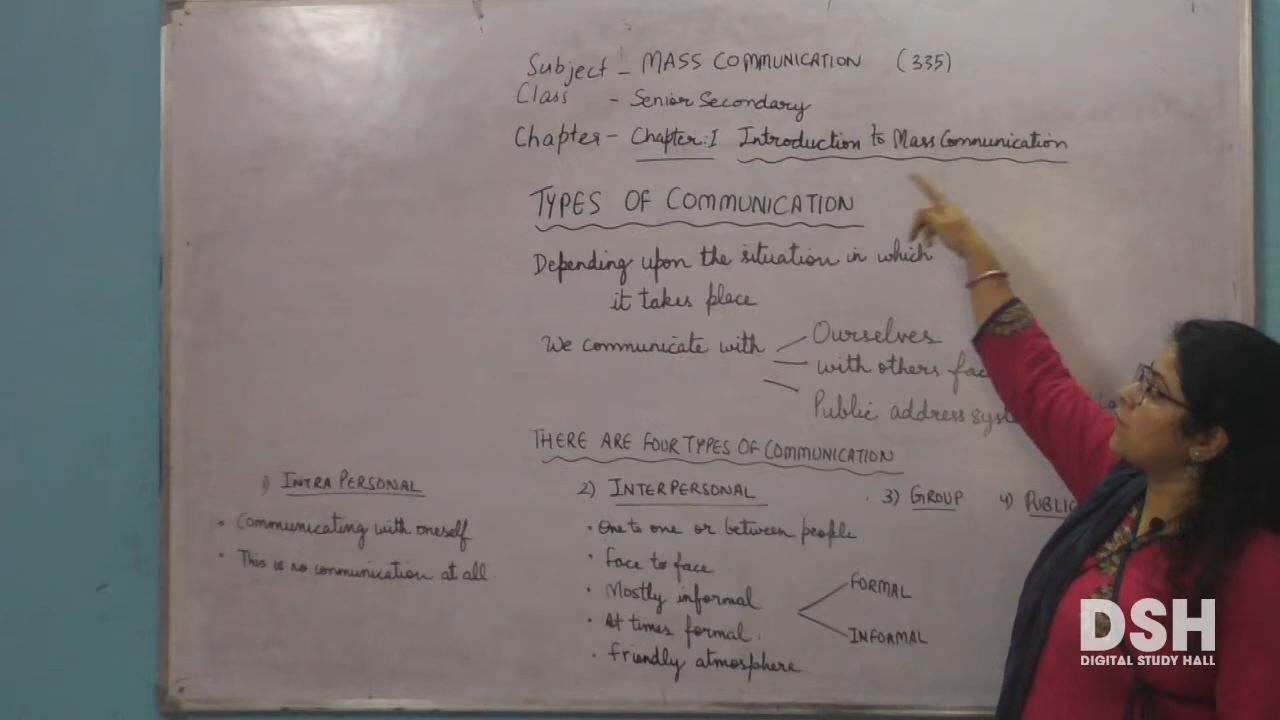 Subject - MASS COMMUNICATION (335)
Class - Senior Secondary
Chapter - Chapter: I Introduction to Mass Communication
TYPES OF COMMUNICATION
Depending upon the situation in which
it takes place
We communicate with
Ourselves
with others
Public address
THERE ARE FOUR TYPES OF COMMUNICATION
1) INTRA PERSONAL
• Communicating with oneself
• This is no communication at all
2) INTERPERSONAL
• One to one or between people
• Face to face
• Mostly informal
• At times formal.
• Friendly atmosphere
FORMAL
INFORMAL
3) GROUP
4) PUBLIC
DSH
DIGITAL STUDY HALL